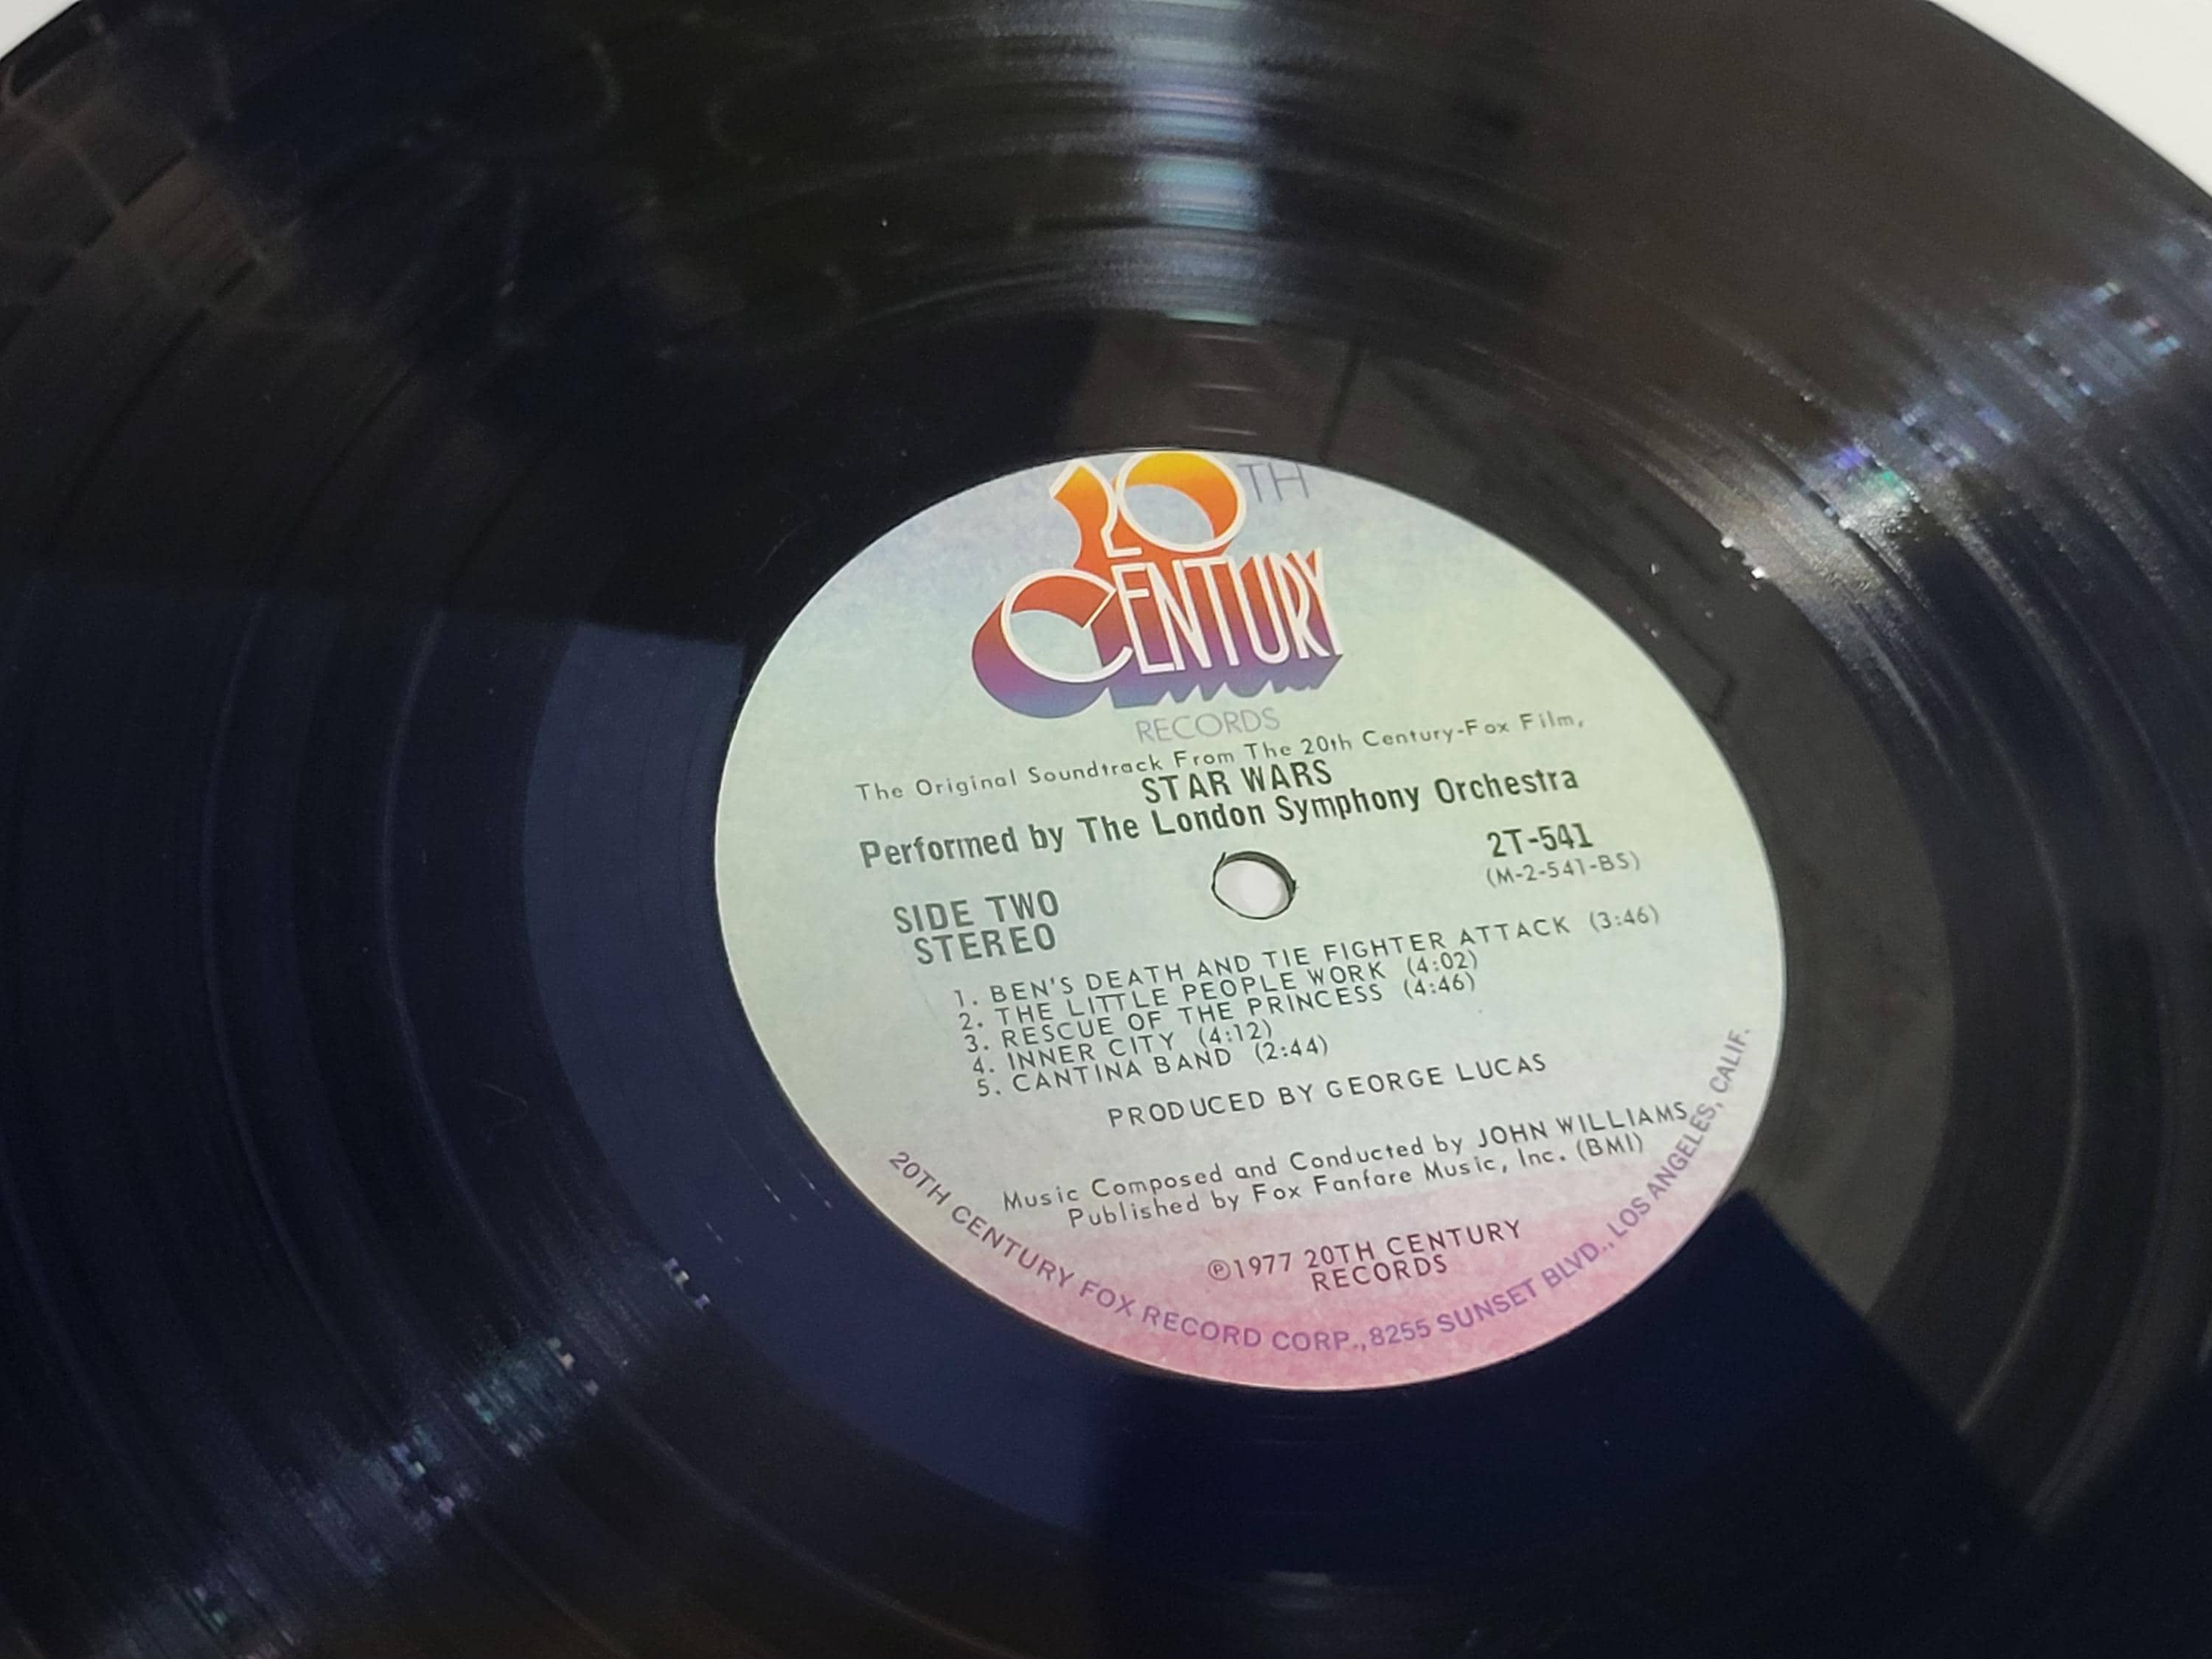 20TH
CENTURY
RECORDS
The Original Soundtrack From The 20th Century-Fox Film,
STAR WARS
Performed by The London Symphony Orchestra
2T-541
(M-2-541-BS)
SIDE TWO
STEREO
1. BEN'S DEATH AND TIE FIGHTER ATTACK (3:46)
2. THE LITTLE PEOPLE WORK (4:02)
3. RESCUE OF THE PRINCESS (4:46)
4. INNER CITY (4:12)
5. CANTINA BAND (2:44)
PRODUCED BY GEORGE LUCAS
Music Composed and Conducted by JOHN WILLIAMS
Published by Fox Fanfare Music, Inc. (BMI)
℗1977 20TH CENTURY
RECORDS
20TH CENTURY FOX RECORD CORP., 8255 SUNSET BLVD., LOS ANGELES, CALIF.